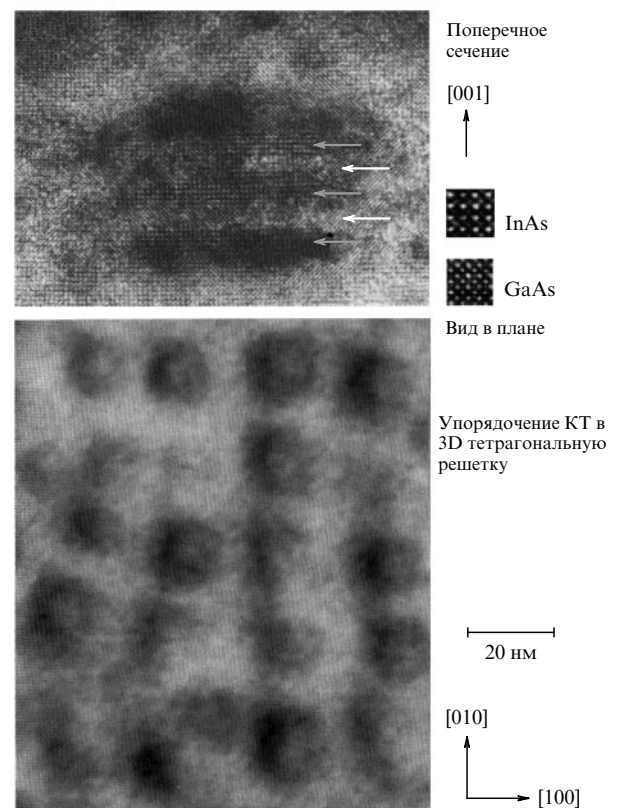 Поперечное
сечение
[001]
InAs
GaAs
Вид в плане
Упорядочение КТ в
3D тетрагональную
решетку
20 нм
[010]
[100]